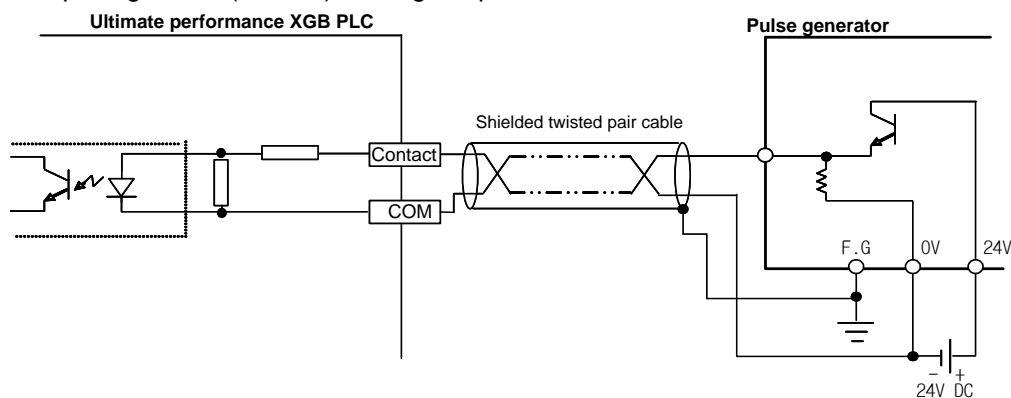 Ultimate performance XGB PLC
Pulse generator
Shielded twisted pair cable
Contact
COM
F.G
0V
24V
- +
24V DC